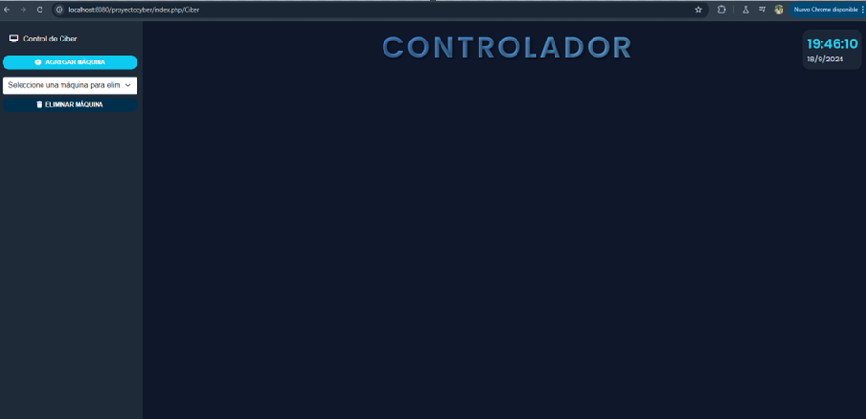 localhost:8080/proyectocyber/index.php/Ciber
Nuevo Chrome disponible
Control de Ciber
CONTROLADOR
19:46:10
18/9/2024
AGREGAR MÁQUINA
Seleccione una máquina para elim
ELIMINAR MÁQUINA